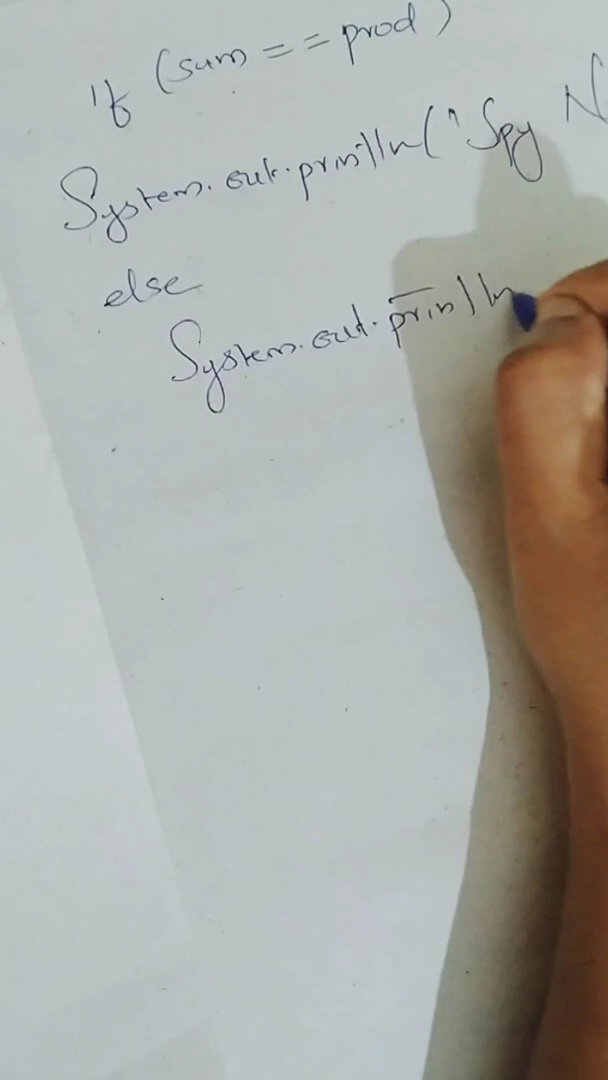 if (sum == prod)
System.out.println("Spy N
else
System.out.println